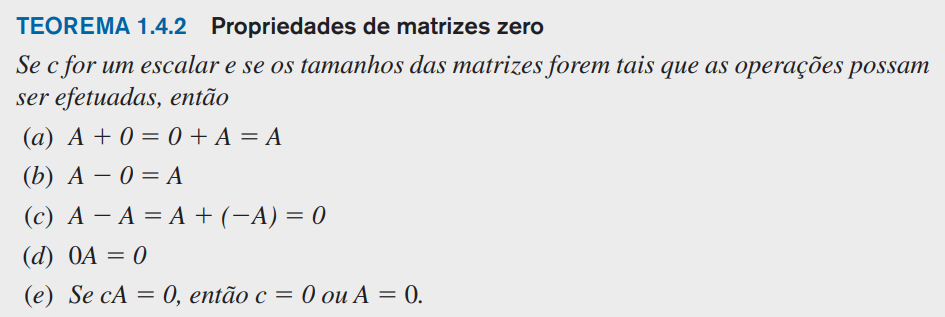 TEOREMA 1.4.2 Propriedades de matrizes zero
Se c for um escalar e se os tamanhos das matrizes forem tais que as operações possam
ser efetuadas, então
(a) A + 0 = 0 + A = A
(b) A − 0 = A
(c) A − A = A + (−A) = 0
(d) 0A = 0
(e) Se cA = 0, então c = 0 ou A = 0.